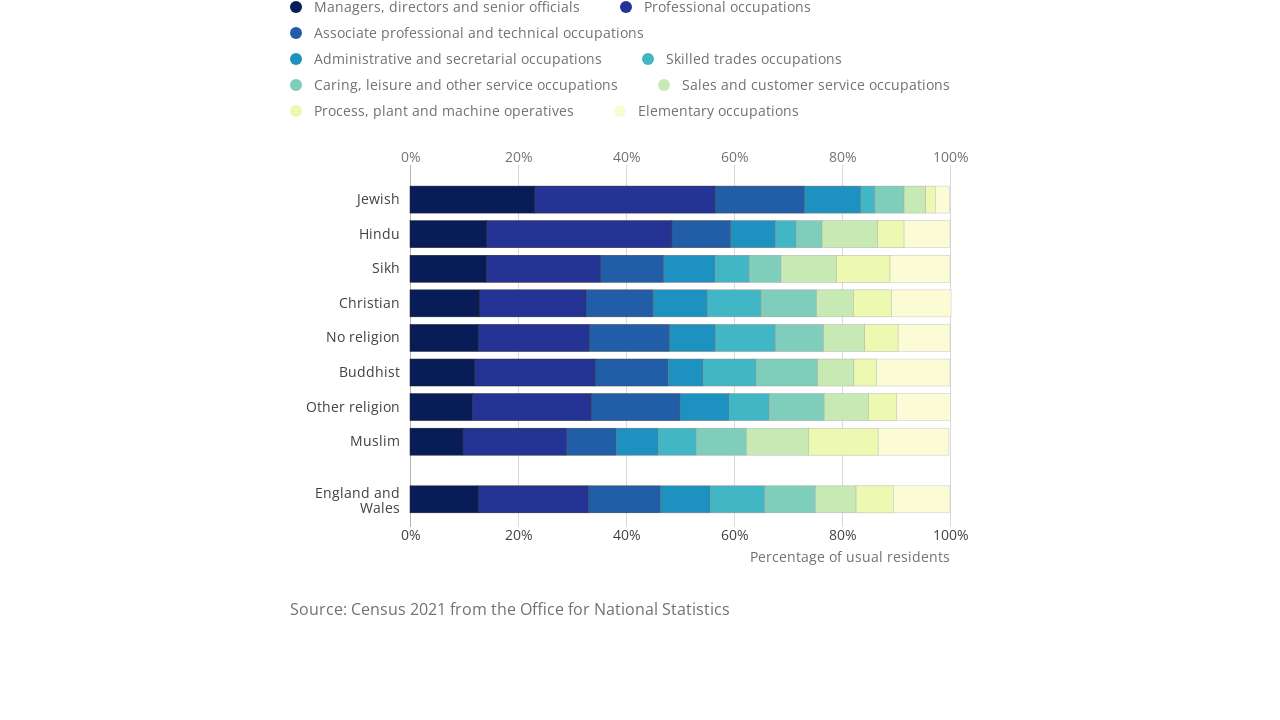 Managers, directors and senior officials Professional occupations
Associate professional and technical occupations
Administrative and secretarial occupations Skilled trades occupations
Caring, leisure and other service occupations Sales and customer service occupations
Process, plant and machine operatives Elementary occupations
0% 20% 40% 60% 80% 100%
Jewish
Hindu
Sikh
Christian
No religion
Buddhist
Other religion
Muslim
England and
Wales
0% 20% 40% 60% 80% 100%
Percentage of usual residents
Source: Census 2021 from the Office for National Statistics